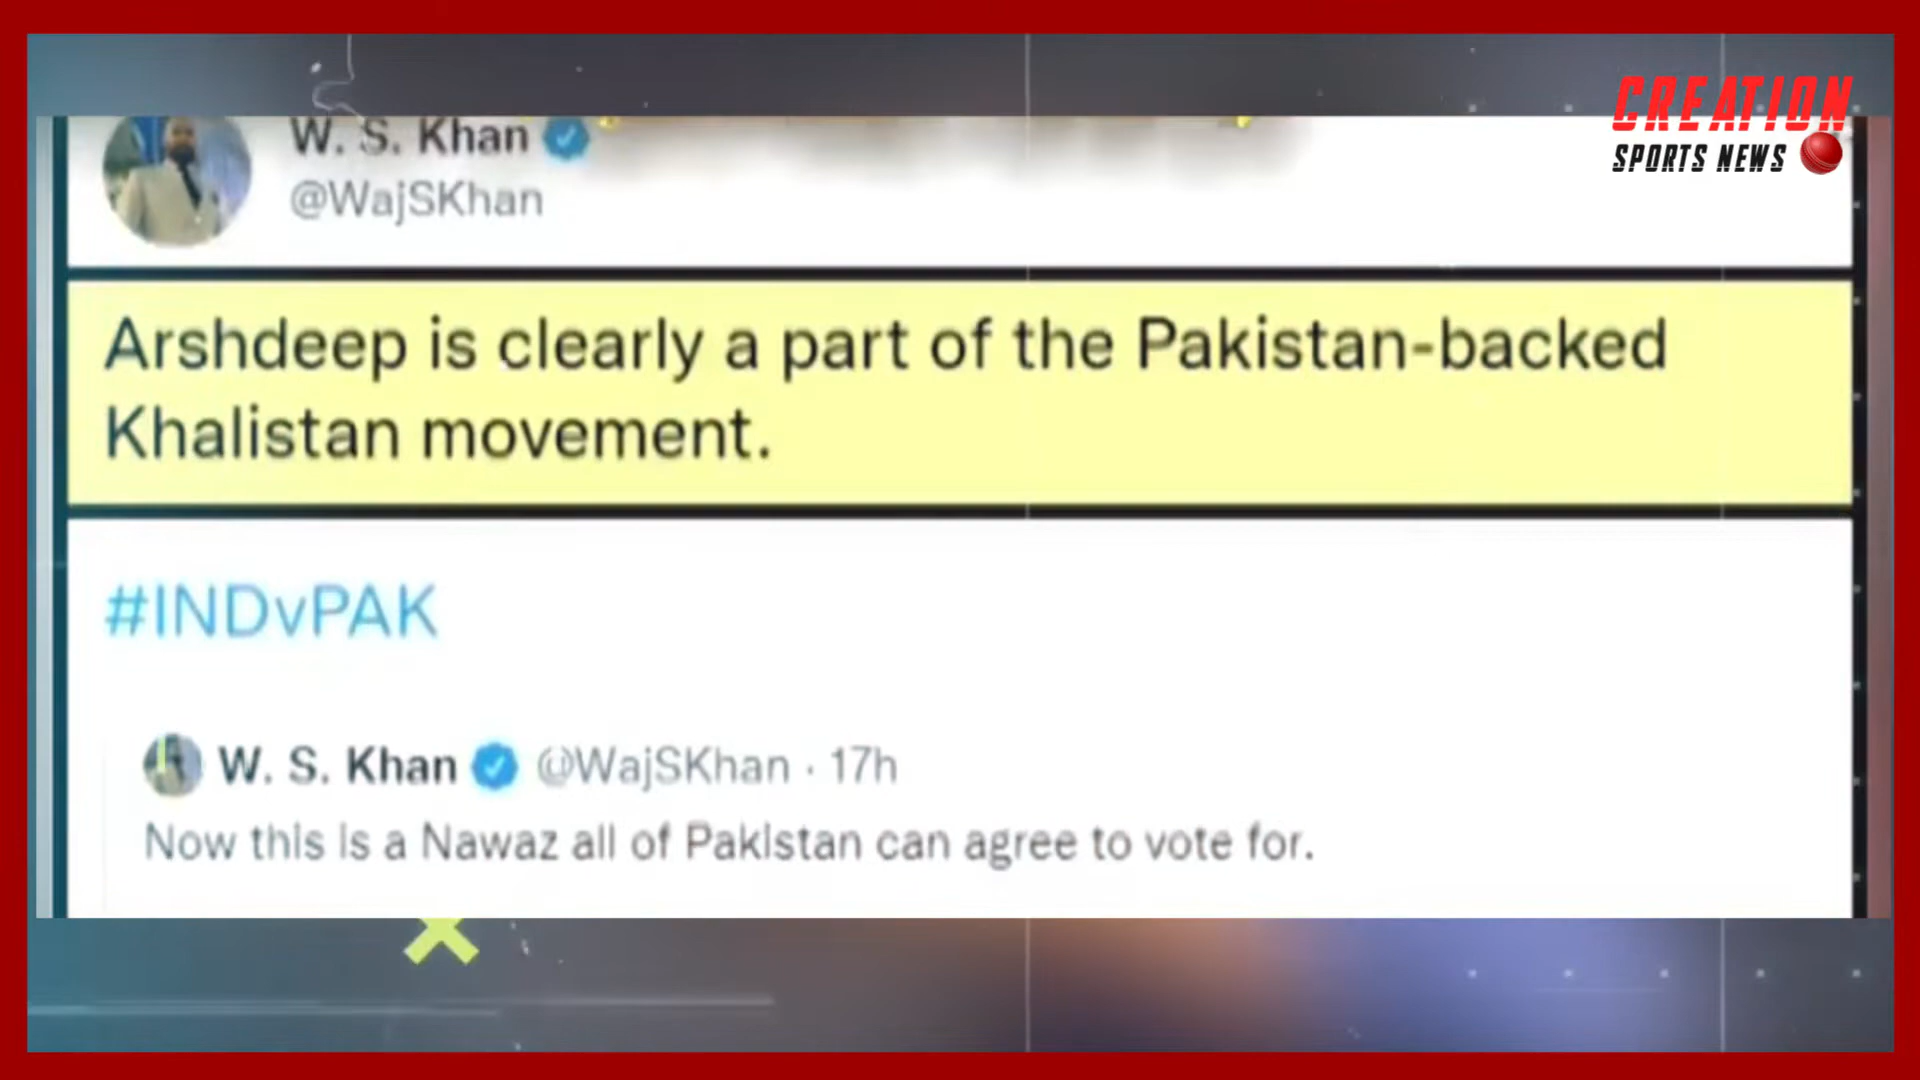 CREATION
SPORTS NEWS
W. S. Khan
@WajSKhan
Arshdeep is clearly a part of the Pakistan-backed
Khalistan movement.
#INDvPAK
W. S. Khan @WajSKhan · 17h
Now this is a Nawaz all of Pakistan can agree to vote for.